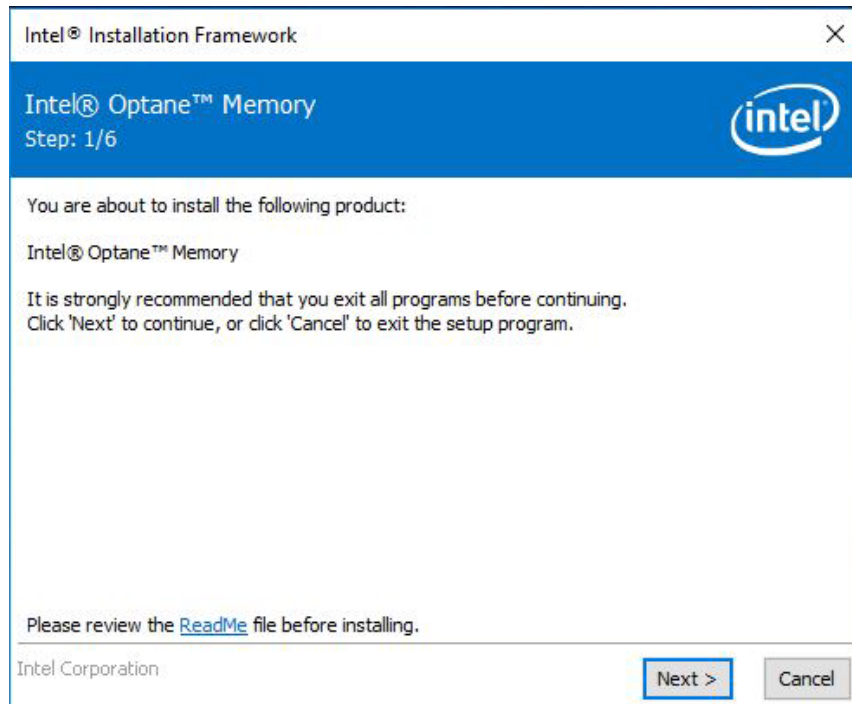 Intel® Installation Framework
Intel® Optane™ Memory
Step: 1/6
intel
You are about to install the following product:
Intel® Optane™ Memory
It is strongly recommended that you exit all programs before continuing.
Click 'Next' to continue, or click 'Cancel' to exit the setup program.
Please review the ReadMe file before installing.
Intel Corporation
Next >
Cancel